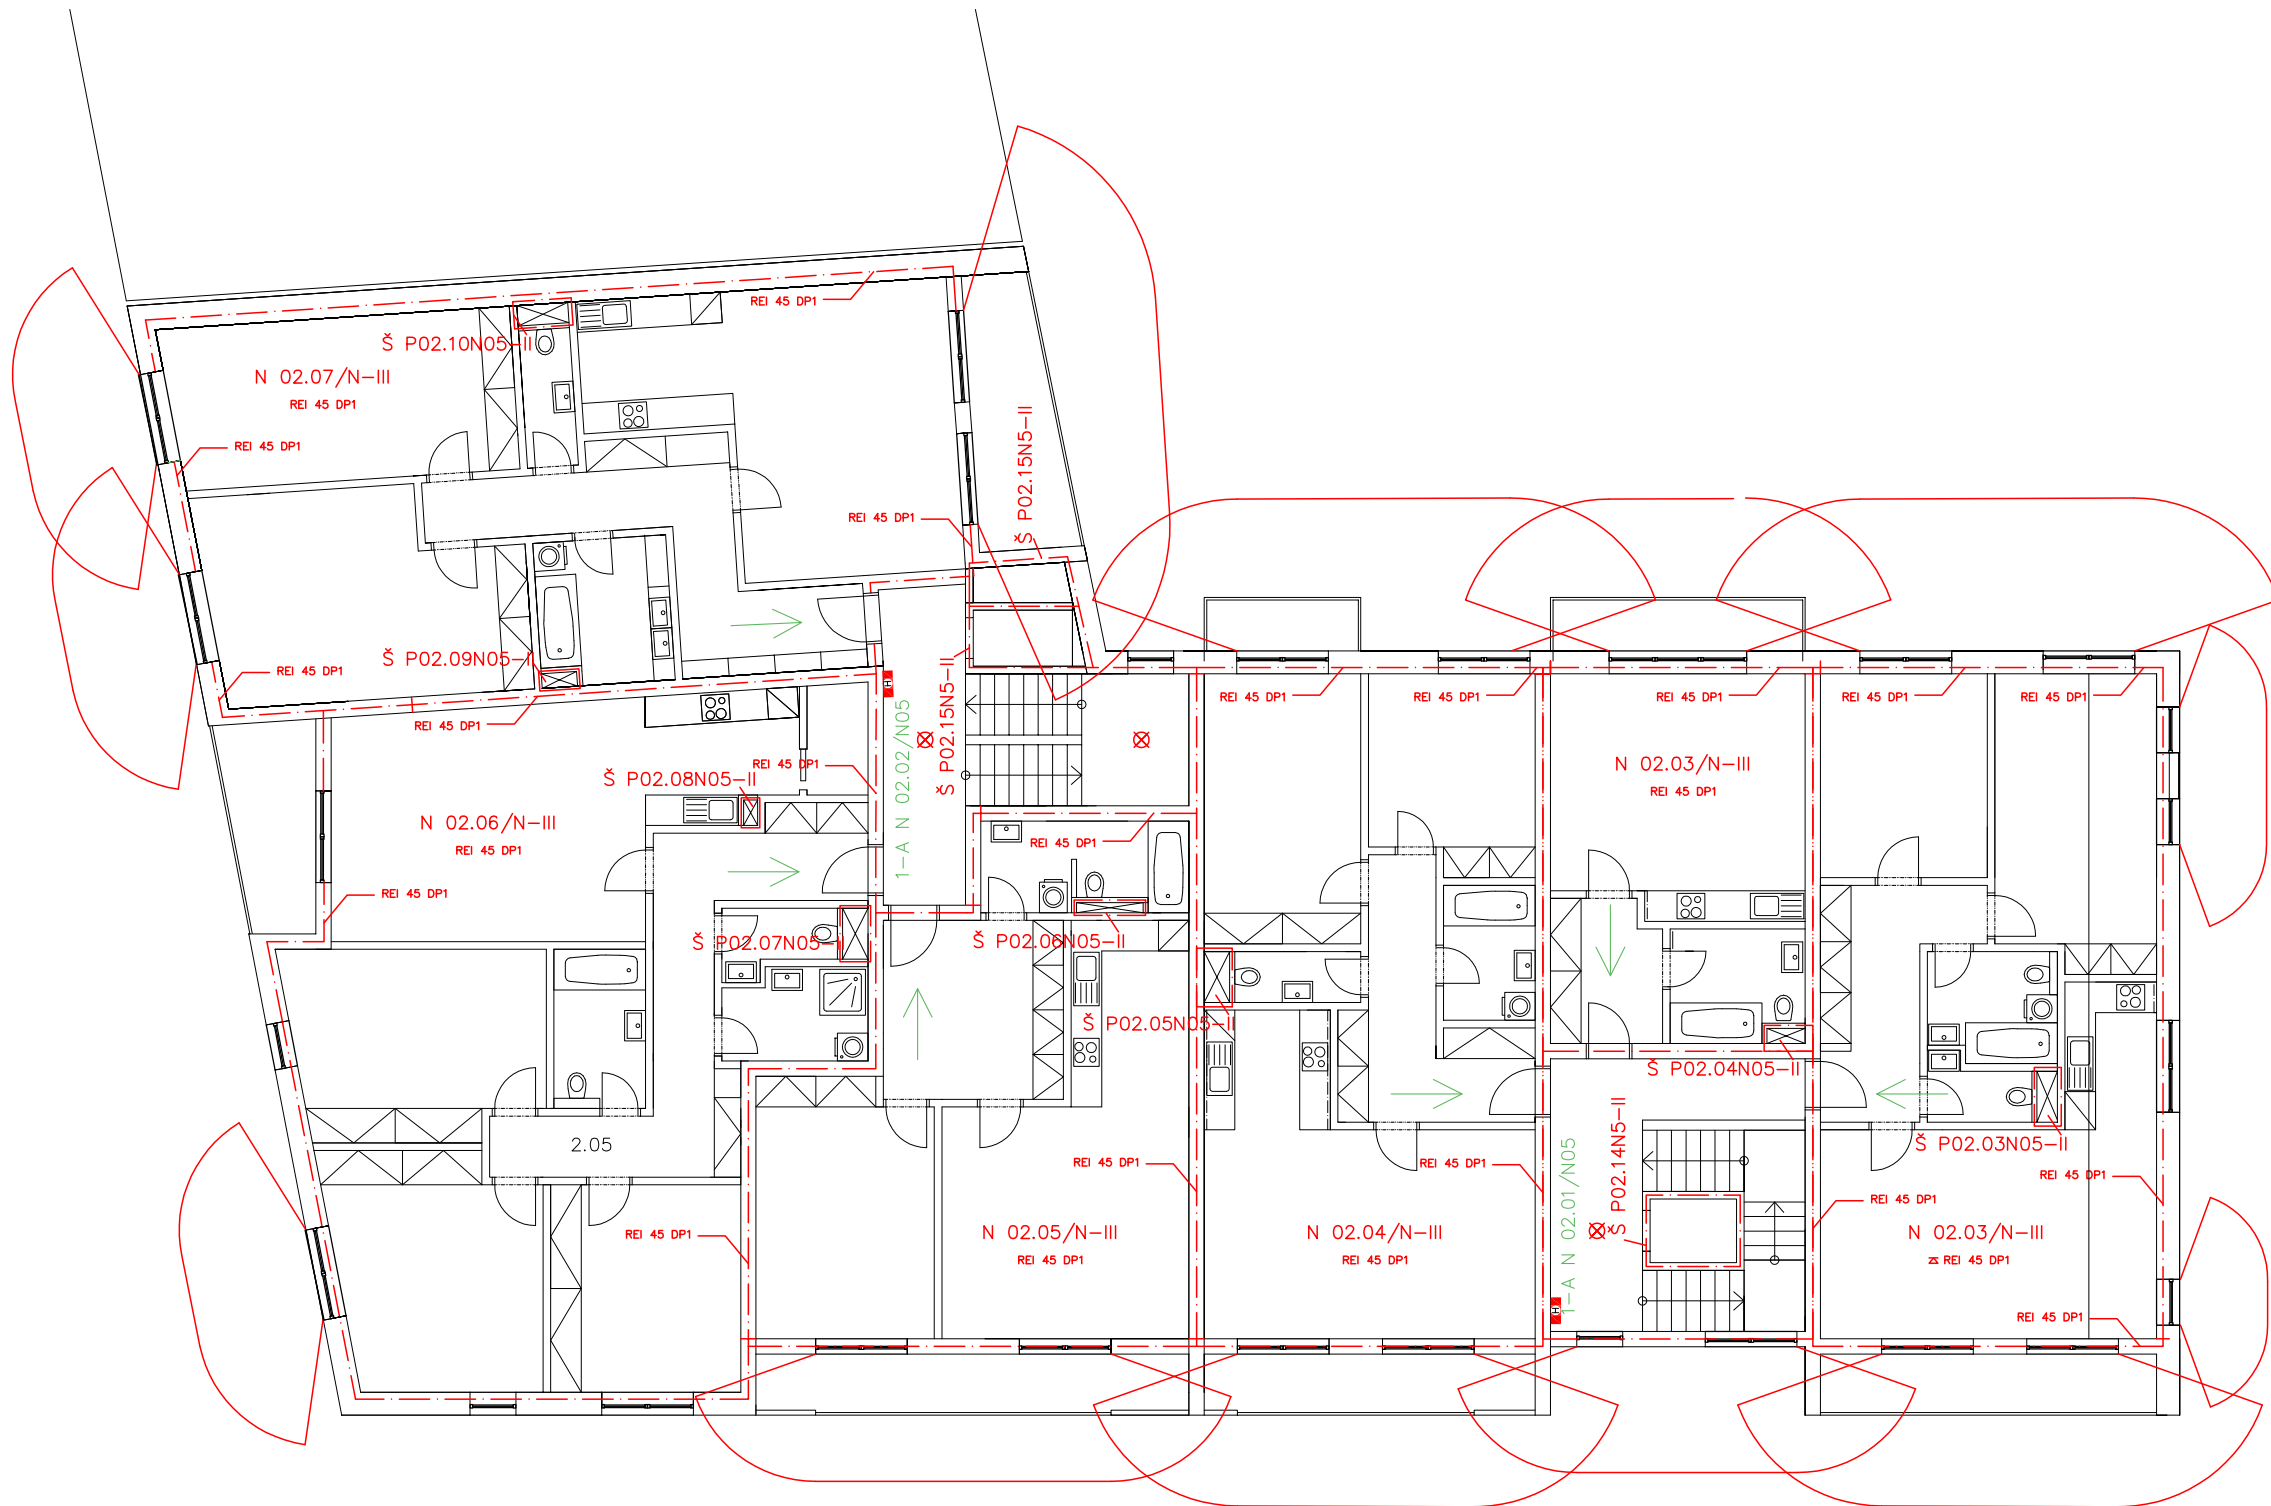 REI 45 DP1
Š P02.10N05-II
N 02.07/N-III
REI 45 DP1
REI 45 DP1
Š P02.15N5-II
REI 45 DP1
Š P02.09N05-II
REI 45 DP1
REI 45 DP1
H
1-A N 02.02/N05
Š P02.15N5-II
REI 45 DP1
REI 45 DP1
REI 45 DP1
REI 45 DP1
REI 45 DP1
Š P02.08N05-II
REI 45 DP1
N 02.03/N-III
REI 45 DP1
N 02.06/N-III
REI 45 DP1
REI 45 DP1
REI 45 DP1
Š P02.07N05-I
Š P02.06N05-II
Š P02.05N05-II
Š P02.04N05-II
2.05
Š P02.14N5-II
Š P02.03N05-II
REI 45 DP1
REI 45 DP1
REI 45 DP1
REI 45 DP1
1-A N 02.01/N05
REI 45 DP1
N 02.05/N-III
REI 45 DP1
N 02.04/N-III
REI 45 DP1
N 02.03/N-III
REI 45 DP1
H
REI 45 DP1